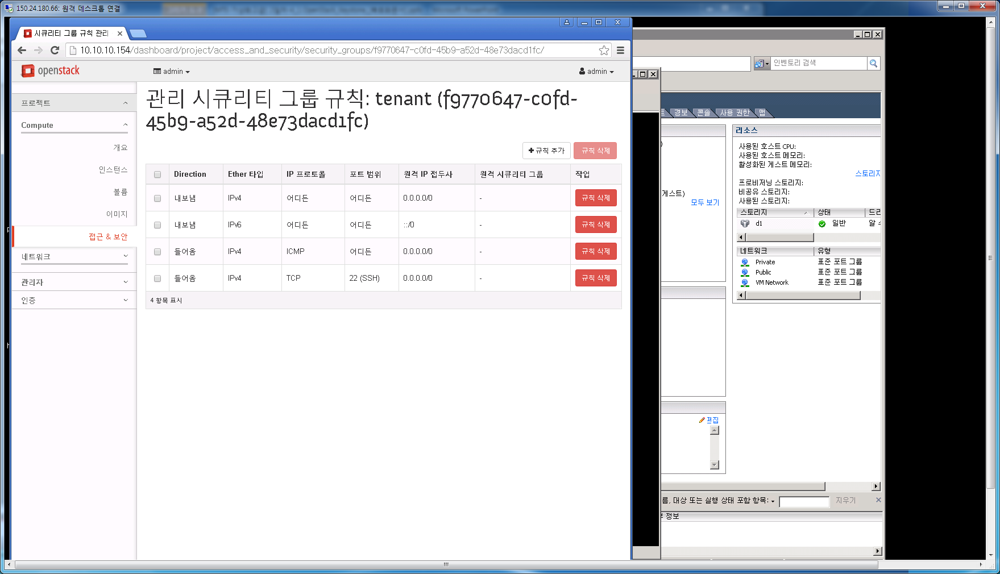 150.24.180.66: 원격 데스크톱 연결
시큐리티 그룹 규칙 관리
10.10.10.154/dashboard/project/access_and_security/security_groups/f9770647-c0fd-45b9-a52d-48e73dacd1fc/
openstack
admin
admin
프로젝트
Compute
개요
인스턴스
볼륨
이미지
접근 & 보안
네트워크
관리자
인증
관리 시큐리티 그룹 규칙: tenant (f9770647-c0fd-
45b9-a52d-48e73dacd1fc)
규칙 추가
규칙 삭제
Direction Ether 타입 IP 프로토콜 포트 범위 원격 IP 접두사 원격 시큐리티 그룹 작업
내보냄 IPv4 어디든 어디든 0.0.0.0/0 - 규칙 삭제
내보냄 IPv6 어디든 어디든 ::/0 - 규칙 삭제
들어옴 IPv4 ICMP 어디든 0.0.0.0/0 - 규칙 삭제
들어옴 IPv4 TCP 22 (SSH) 0.0.0.0/0 - 규칙 삭제
4 항목 표시
인벤토리 검색
경보 콘솔 사용 권한 맵
게스트)
모두 보기
편집
리소스
사용된 호스트 CPU:
사용된 호스트 메모리:
활성화된 게스트 메모리:
스토리지
프로비저닝 스토리지:
비공유 스토리지:
사용된 스토리지:
스토리지 상태 드라
d1 일반 알 수
네트워크 유형
Private 표준 포트 그룹
Public 표준 포트 그룹
VM Network 표준 포트 그룹
름, 대상 또는 실행 상태 포함 항목: 지우기
정보